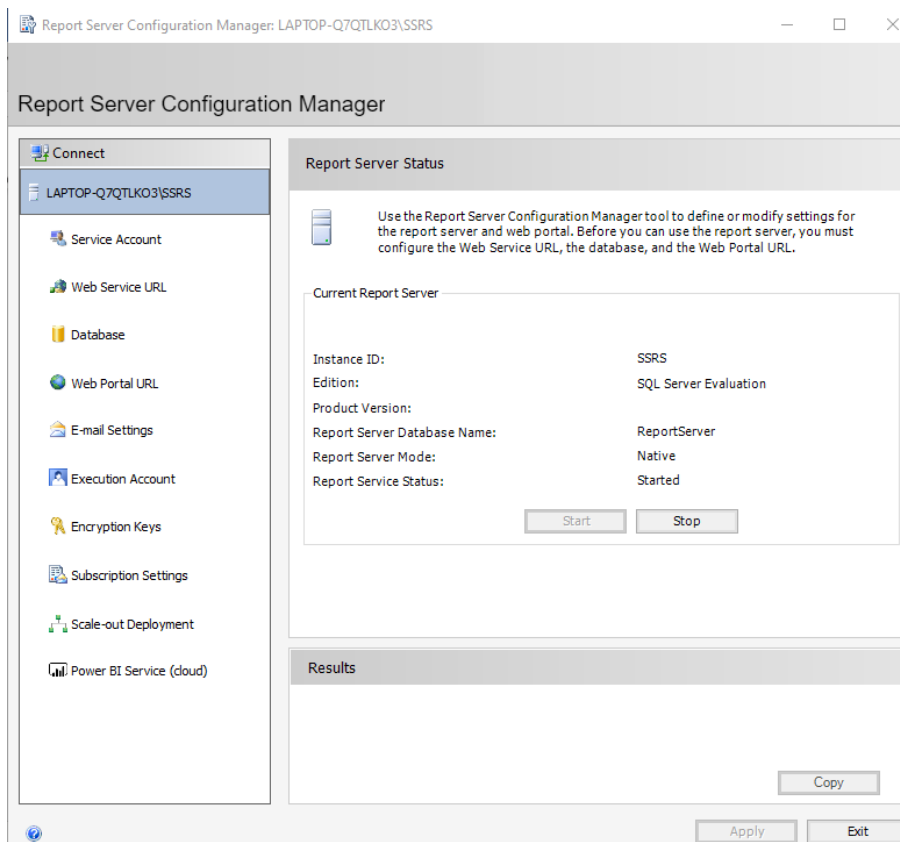 Report Server Configuration Manager: LAPTOP-Q7QTLKO3\SSRS
Report Server Configuration Manager
Connect
LAPTOP-Q7QTLKO3\SSRS
Service Account
Web Service URL
Database
Web Portal URL
E-mail Settings
Execution Account
Encryption Keys
Subscription Settings
Scale-out Deployment
Power BI Service (cloud)
Report Server Status
Use the Report Server Configuration Manager tool to define or modify settings for
the report server and web portal. Before you can use the report server, you must
configure the Web Service URL, the database, and the Web Portal URL.
Current Report Server
Instance ID: SSRS
Edition: SQL Server Evaluation
Product Version:
Report Server Database Name: ReportServer
Report Server Mode: Native
Report Service Status: Started
Start Stop
Results
Copy
Apply Exit